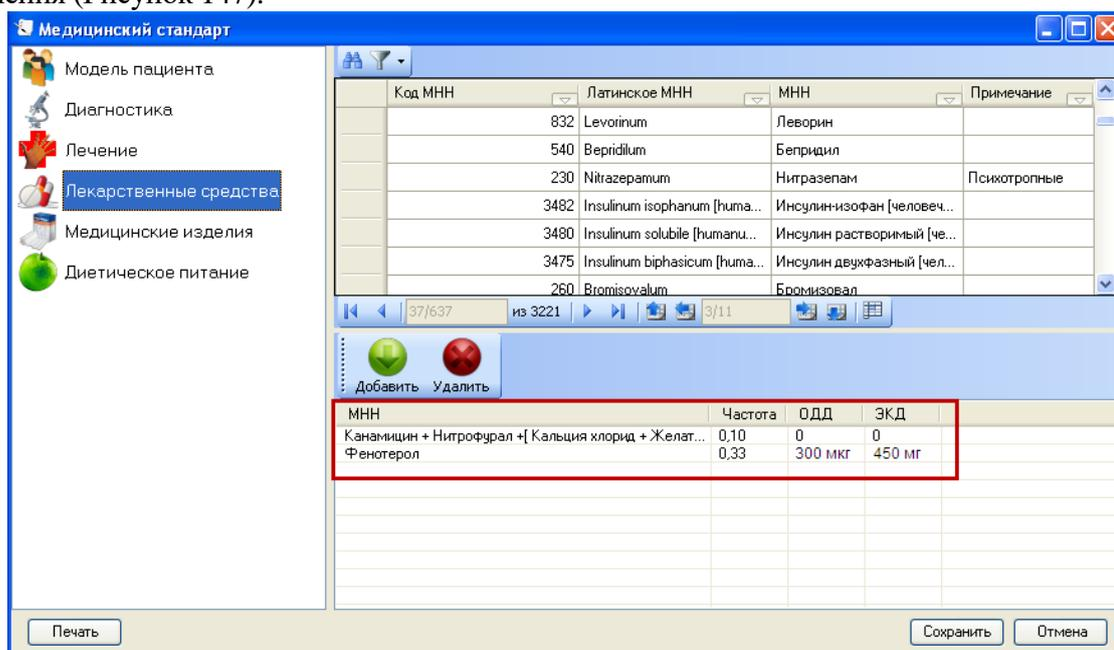 (Рисунок 147).
Медицинский стандарт
Модель пациента
Диагностика
Лечение
Лекарственные средства
Медицинские изделия
Диетическое питание
Код МНН Латинское МНН МНН Примечание
832 Levorinum Леворин
540 Bepridilum Бепридил
230 Nitrazepamum Нитразепам Психотропные
3482 Insulinum isophanum [huma... Инсулин-изофан [человеч...
3480 Insulinum solubile [humanu... Инсулин растворимый [че...
3475 Insulinum biphasicum [huma... Инсулин двухфазный [чел...
260 Bromisovalum Бромизовал
37/637 из 3221 3/11
Добавить Удалить
МНН Частота ОДД ЭКД
Канамицин + Нитрофурал +[ Кальция хлорид + Желат... 0,10 0 0
Фенотерол 0,33 300 мкг 450 мг
Печать Сохранить Отмена